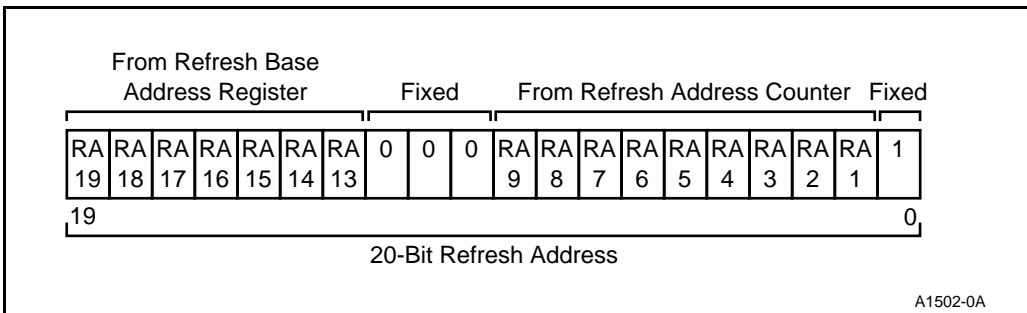 From Refresh Base
Address Register Fixed From Refresh Address Counter Fixed
RA RA RA RA RA RA RA 0 0 0 RA RA RA RA RA RA RA RA RA 1
19 18 17 16 15 14 13 9 8 7 6 5 4 3 2 1
19 0
20-Bit Refresh Address
A1502-0A